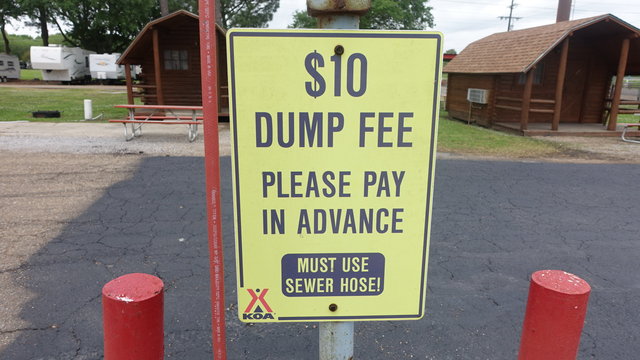 $10
DUMP FEE
PLEASE PAY
IN ADVANCE
MUST USE
SEWER HOSE!
KOA